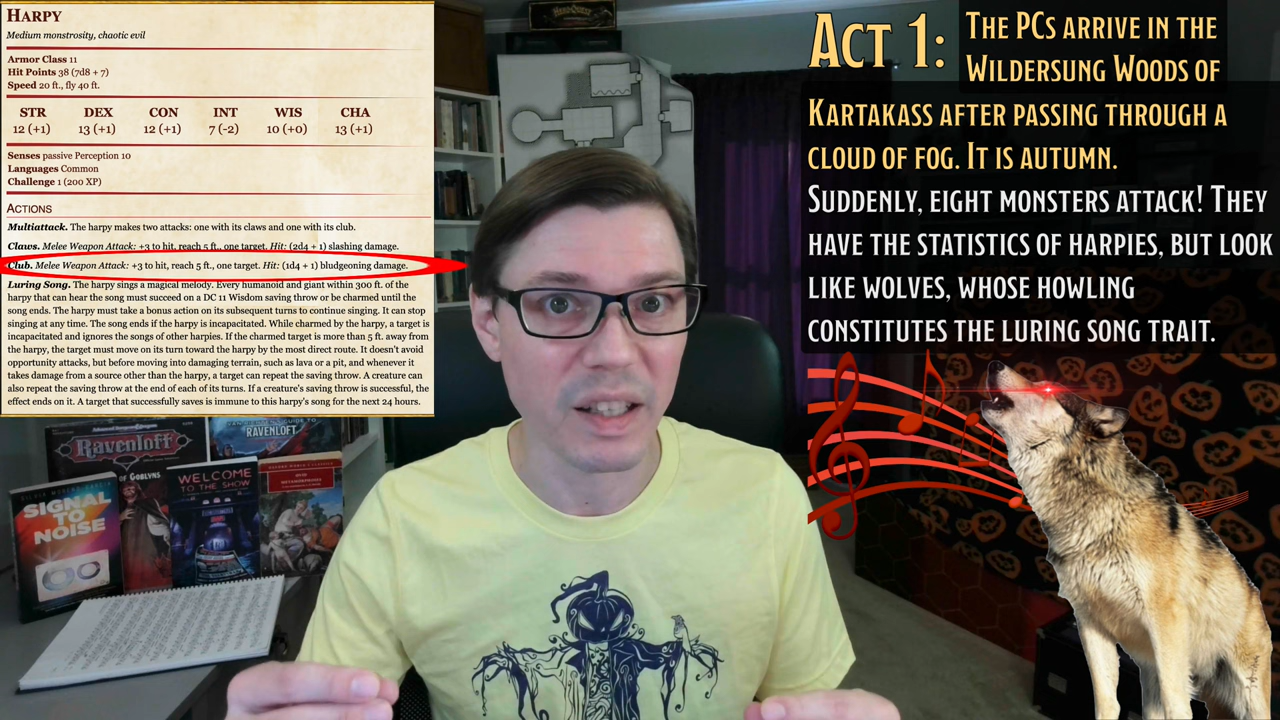 Harpy
Medium monstrosity, chaotic evil
Armor Class 11
Hit Points 38 (7d8 + 7)
Speed 20 ft., fly 40 ft.
STR DEX CON INT WIS CHA
12 (+1) 13 (+1) 12 (+1) 7 (-2) 10 (+0) 13 (+1)
Senses passive Perception 10
Languages Common
Challenge 1 (200 XP)
Actions
Multiattack. The harpy makes two attacks: one with its claws and one with its club.
Claws. Melee Weapon Attack: +3 to hit, reach 5 ft., one target. Hit: (2d4 + 1) slashing damage.
Club. Melee Weapon Attack: +3 to hit, reach 5 ft., one target. Hit: (1d4 + 1) bludgeoning damage.
Luring Song. The harpy sings a magical melody. Every humanoid and giant within 300 ft. of the
harpy that can hear the song must succeed on a DC 11 Wisdom saving throw or be charmed until the
song ends. The harpy must take a bonus action on its subsequent turns to continue singing. It can stop
singing at any time. The song ends if the harpy is incapacitated. While charmed by the harpy, a target is
incapacitated and ignores the songs of other harpies. If the charmed target is more than 5 ft. away from
the harpy, the target must move on its turn toward the harpy by the most direct route. It doesn't avoid
opportunity attacks, but before moving into damaging terrain, such as lava or a pit, and whenever it
takes damage from a source other than the harpy, a target can repeat the saving throw. A creature can
also repeat the saving throw at the end of each of its turns. If a creature's saving throw is successful, the
effect ends on it. A target that successfully saves is immune to this harpy's song for the next 24 hours.
Act 1: The PCs arrive in the
Wildersung Woods of
Kartakass after passing through a
cloud of fog. It is autumn.
Suddenly, eight monsters attack! They
have the statistics of harpies, but look
like wolves, whose howling
constitutes the Luring Song trait.
Ravenloft
Ravenloft
of Goblyns
Signal
to
Noise
Welcome
to the Show
Metamorphoses